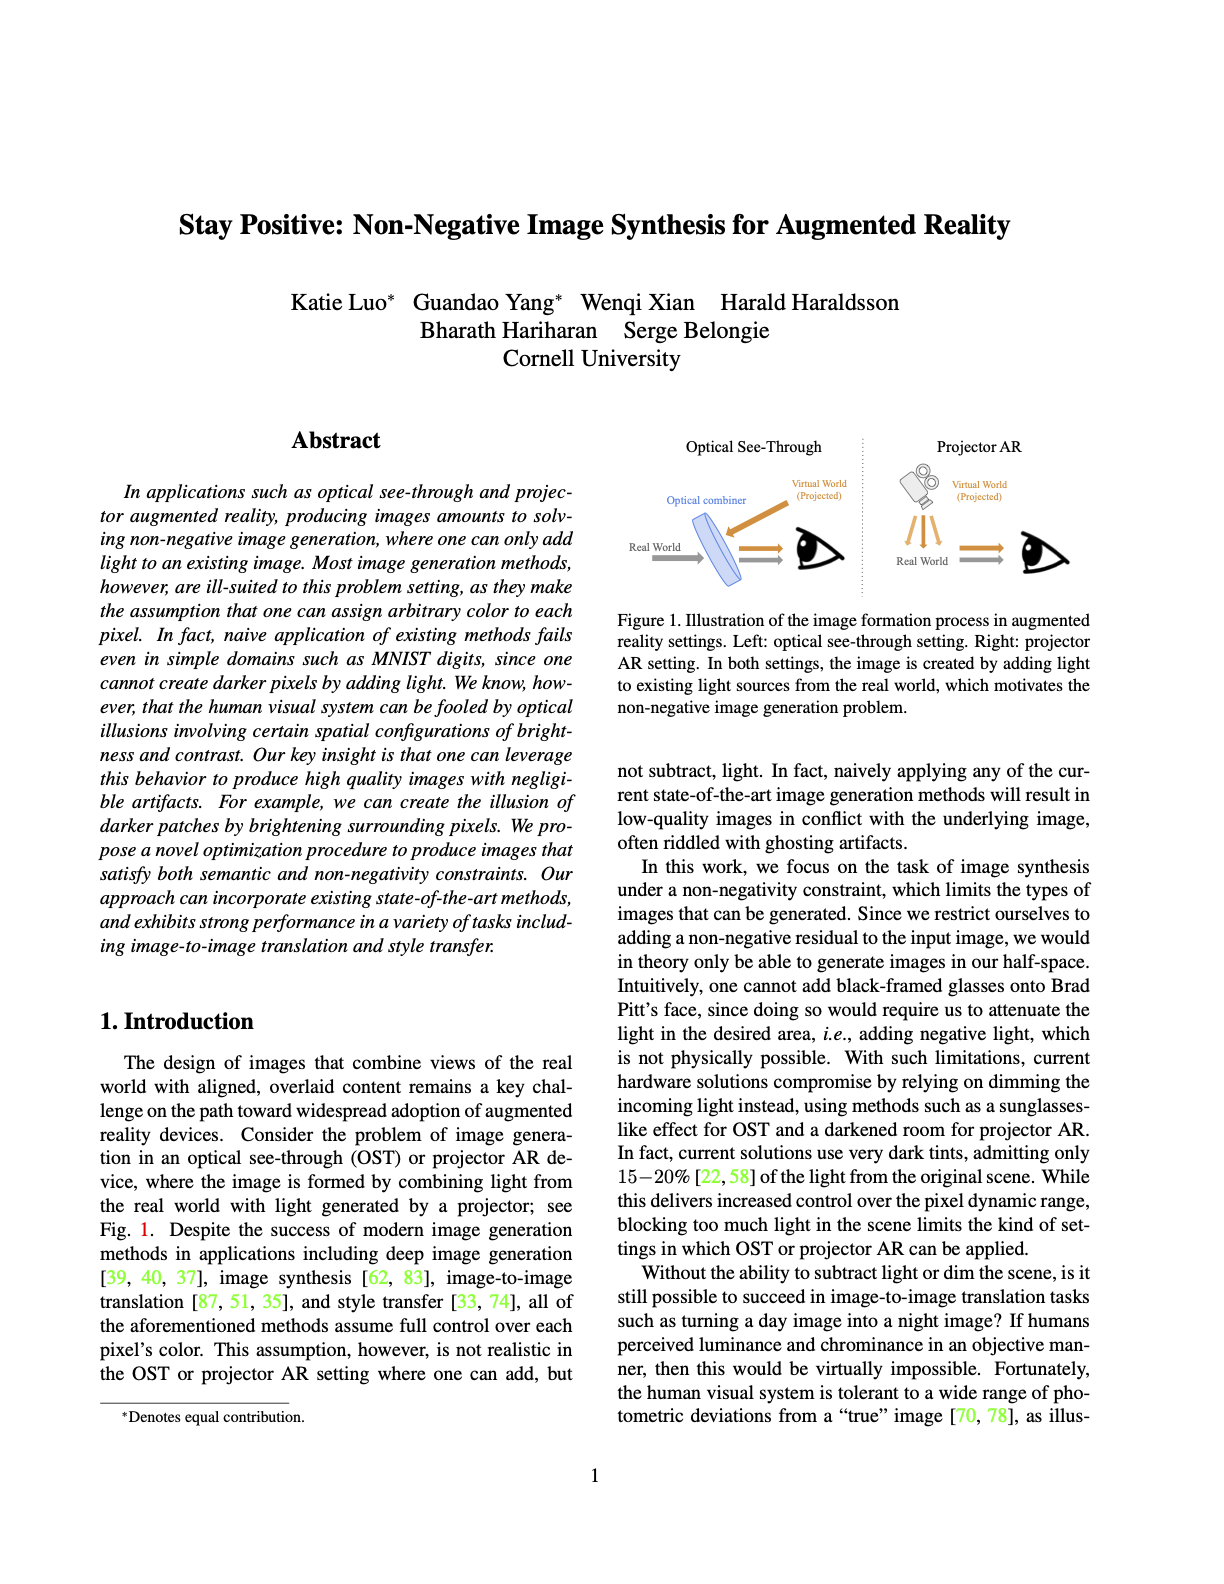 Stay Positive: Non-Negative Image Synthesis for Augmented Reality
Katie Luo* Guandao Yang* Wenqi Xian Harald Haraldsson
Bharath Hariharan Serge Belongie
Cornell University
Abstract
In applications such as optical see-through and projec-
tor augmented reality, producing images amounts to solv-
ing non-negative image generation, where one can only add
light to an existing image. Most image generation methods,
however, are ill-suited to this problem setting, as they make
the assumption that one can assign arbitrary color to each
pixel. In fact, naive application of existing methods fails
even in simple domains such as MNIST digits, since one
cannot create darker pixels by adding light. We know, how-
ever, that the human visual system can be fooled by optical
illusions involving certain spatial configurations of bright-
ness and contrast. Our key insight is that one can leverage
this behavior to produce high quality images with negligi-
ble artifacts. For example, we can create the illusion of
darker patches by brightening surrounding pixels. We pro-
pose a novel optimization procedure to produce images that
satisfy both semantic and non-negativity constraints. Our
approach can incorporate existing state-of-the-art methods,
and exhibits strong performance in a variety of tasks includ-
ing image-to-image translation and style transfer.
1. Introduction
The design of images that combine views of the real
world with aligned, overlaid content remains a key chal-
lenge on the path toward widespread adoption of augmented
reality devices. Consider the problem of image genera-
tion in an optical see-through (OST) or projector AR de-
vice, where the image is formed by combining light from
the real world with light generated by a projector; see
Fig. 1. Despite the success of modern image generation
methods in applications including deep image generation
[39, 40, 37], image synthesis [62, 83], image-to-image
translation [87, 51, 35], and style transfer [33, 74], all of
the aforementioned methods assume full control over each
pixel's color. This assumption, however, is not realistic in
the OST or projector AR setting where one can add, but
*Denotes equal contribution.
Optical See-Through
Projector AR
Optical combiner
Virtual World
(Projected)
Real World
Virtual World
(Projected)
Real World
Figure 1. Illustration of the image formation process in augmented
reality settings. Left: optical see-through setting. Right: projector
AR setting. In both settings, the image is created by adding light
to existing light sources from the real world, which motivates the
non-negative image generation problem.
not subtract, light. In fact, naively applying any of the cur-
rent state-of-the-art image generation methods will result in
low-quality images in conflict with the underlying image,
often riddled with ghosting artifacts.
In this work, we focus on the task of image synthesis
under a non-negativity constraint, which limits the types of
images that can be generated. Since we restrict ourselves to
adding a non-negative residual to the input image, we would
in theory only be able to generate images in our half-space.
Intuitively, one cannot add black-framed glasses onto Brad
Pitt's face, since doing so would require us to attenuate the
light in the desired area, i.e., adding negative light, which
is not physically possible. With such limitations, current
hardware solutions compromise by relying on dimming the
incoming light instead, using methods such as a sunglasses-
like effect for OST and a darkened room for projector AR.
In fact, current solutions use very dark tints, admitting only
15−20% [22, 58] of the light from the original scene. While
this delivers increased control over the pixel dynamic range,
blocking too much light in the scene limits the kind of set-
tings in which OST or projector AR can be applied.
Without the ability to subtract light or dim the scene, is it
still possible to succeed in image-to-image translation tasks
such as turning a day image into a night image? If humans
perceived luminance and chrominance in an objective man-
ner, then this would be virtually impossible. Fortunately,
the human visual system is tolerant to a wide range of pho-
tometric deviations from a “true” image [70, 78], as illus-
1